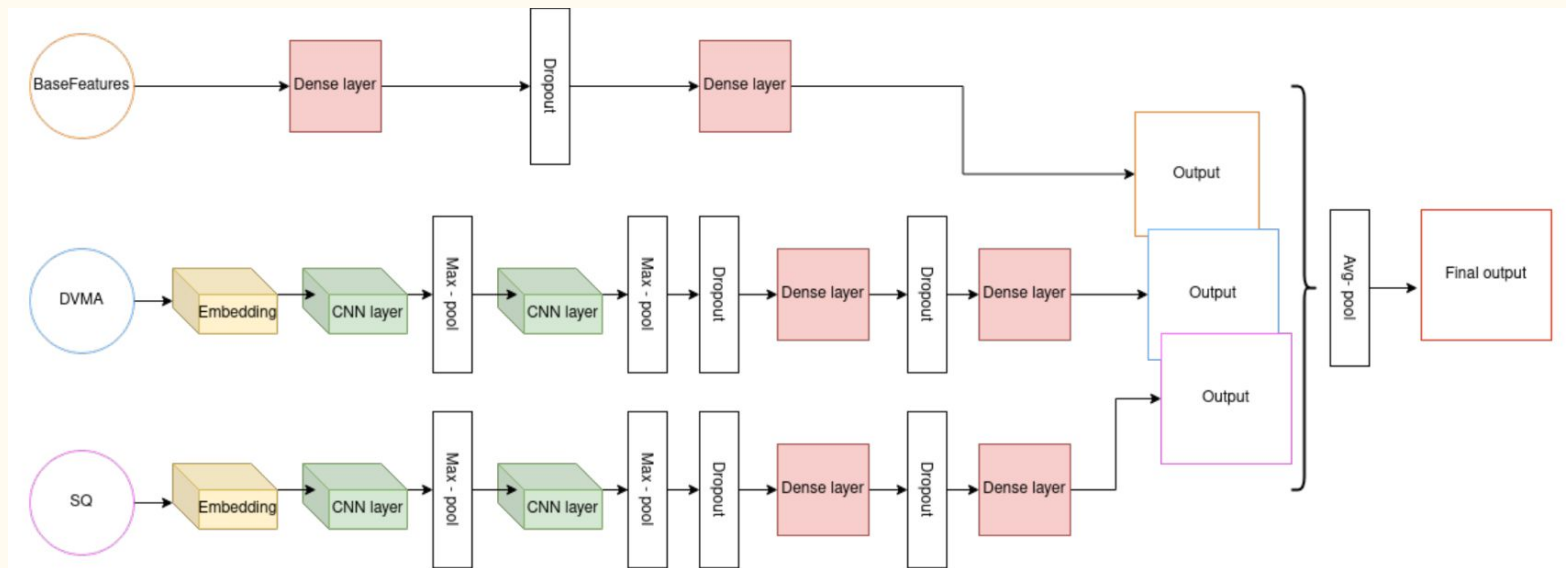 BaseFeatures
Dense layer
Dropout
Dense layer
Output
DVMA
Embedding
CNN layer
Max - pool
CNN layer
Max - pool
Dropout
Dense layer
Dropout
Dense layer
Output
Avg- pool
Final output
SQ
Embedding
CNN layer
Max - pool
CNN layer
Max - pool
Dropout
Dense layer
Dropout
Dense layer
Output